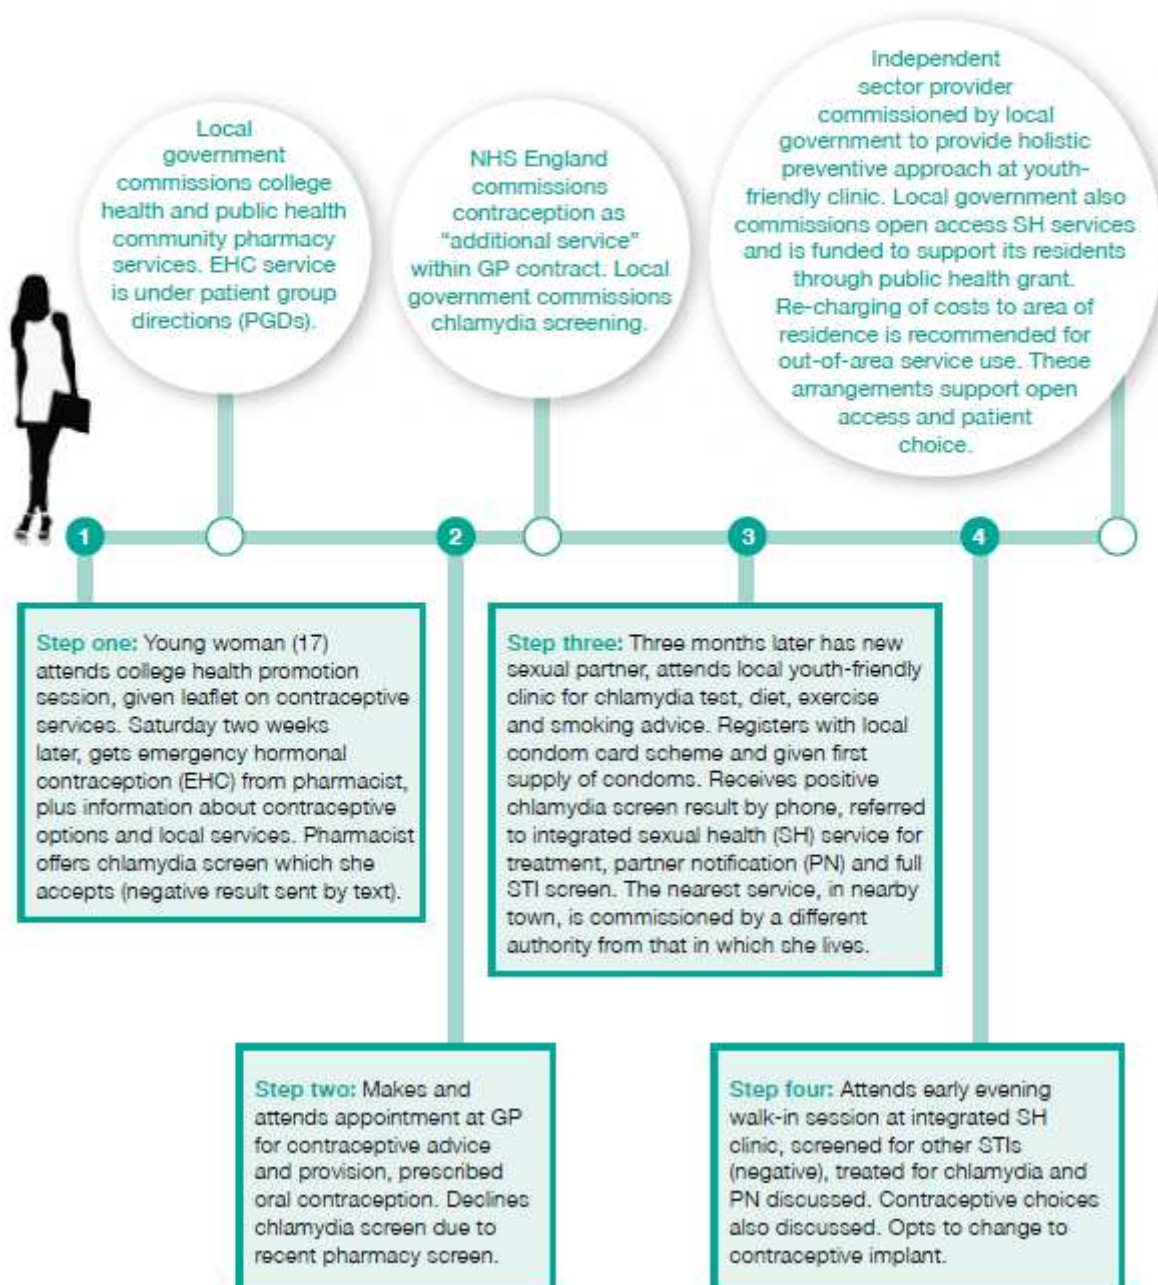 Local
government
commissions college
health and public health
community pharmacy
services. EHC service
is under patient group
directions (PGDs).
NHS England
commissions
contraception as
“additional service”
within GP contract. Local
government commissions
chlamydia screening.
Independent
sector provider
commissioned by local
government to provide holistic
preventive approach at youth-
friendly clinic. Local government also
commissions open access SH services
and is funded to support its residents
through public health grant.
Re-charging of costs to area of
residence is recommended for
out-of-area service use. These
arrangements support open
access and patient
choice.
1
2
3
4
Step one: Young woman (17)
attends college health promotion
session, given leaflet on contraceptive
services. Saturday two weeks
later, gets emergency hormonal
contraception (EHC) from pharmacist,
plus information about contraceptive
options and local services. Pharmacist
offers chlamydia screen which she
accepts (negative result sent by text).
Step three: Three months later has new
sexual partner, attends local youth-friendly
clinic for chlamydia test, diet, exercise
and smoking advice. Registers with local
condom card scheme and given first
supply of condoms. Receives positive
chlamydia screen result by phone, referred
to integrated sexual health (SH) service for
treatment, partner notification (PN) and full
STI screen. The nearest service, in nearby
town, is commissioned by a different
authority from that in which she lives.
Step two: Makes and
attends appointment at GP
for contraceptive advice
and provision, prescribed
oral contraception. Declines
chlamydia screen due to
recent pharmacy screen.
Step four: Attends early evening
walk-in session at integrated SH
clinic, screened for other STIs
(negative), treated for chlamydia and
PN discussed. Contraceptive choices
also discussed. Opts to change to
contraceptive implant.